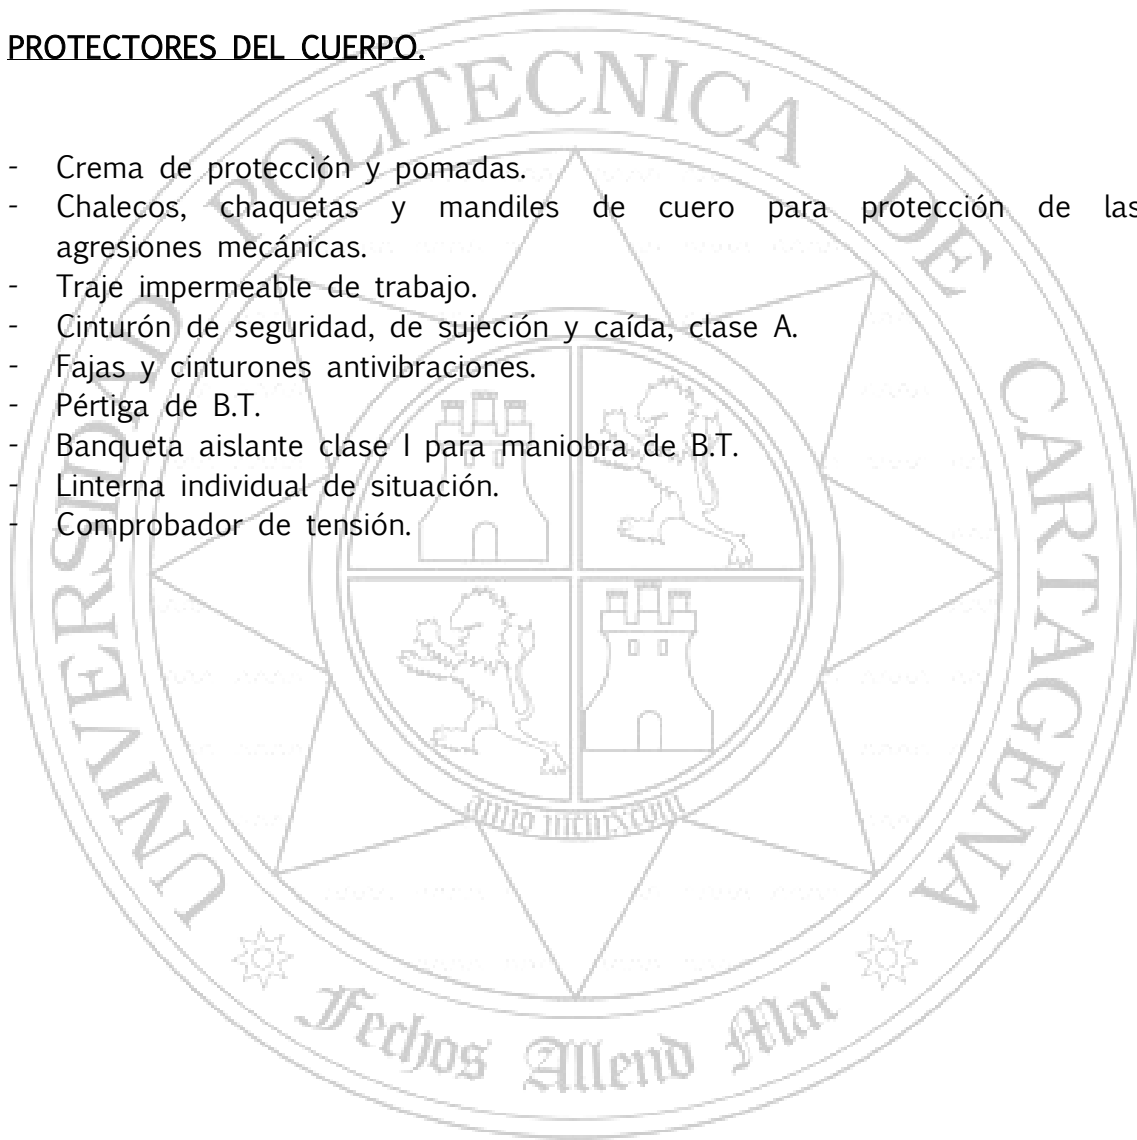 PROTECTORES DEL CUERPO.
- Crema de protección y pomadas.
- Chalecos, chaquetas y mandiles de cuero para protección de las
agresiones mecánicas.
- Traje impermeable de trabajo.
- Cinturón de seguridad, de sujeción y caída, clase A.
- Fajas y cinturones antivibraciones.
- Pértiga de B.T.
- Banqueta aislante clase I para maniobra de B.T.
- Linterna individual de situación.
- Comprobador de tensión.
UNIVERSIDAD POLITECNICA DE CARTAGENA
Fechos Allend Mar